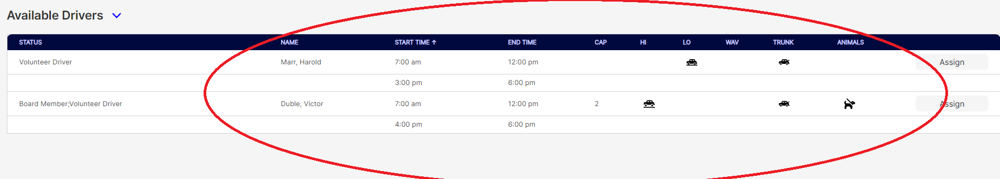 Available Drivers
STATUS NAME START TIME ↑ END TIME CAP HI LO WAV TRUNK ANIMALS
Volunteer Driver Marr, Harold 7:00 am 12:00 pm Assign
3:00 pm 6:00 pm
Board Member;Volunteer Driver Duble, Victor 7:00 am 12:00 pm 2 Assign
4:00 pm 6:00 pm